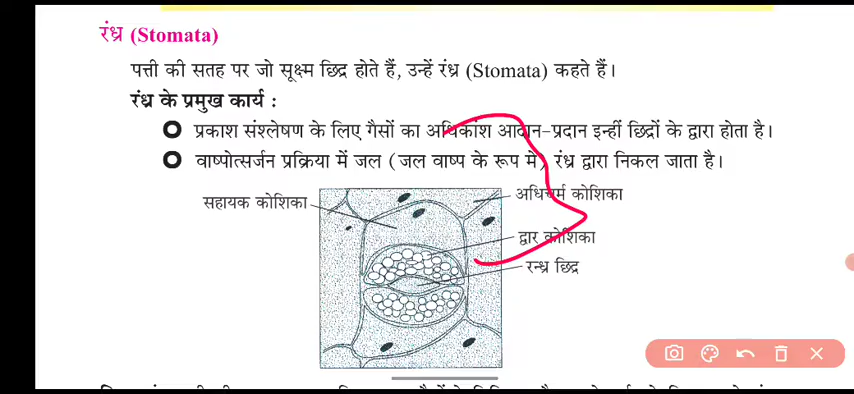 रंध्र (Stomata)
पत्ती की सतह पर जो सूक्ष्म छिद्र होते हैं, उन्हें रंध्र (Stomata) कहते हैं।
रंध्र के प्रमुख कार्य :
प्रकाश संश्लेषण के लिए गैसों का अधिकांश आदान-प्रदान इन्हीं छिद्रों के द्वारा होता है।
वाष्पोत्सर्जन प्रक्रिया में जल (जल वाष्प के रूप में) रंध्र द्वारा निकल जाता है।
सहायक कोशिका
अधिचर्म कोशिका
द्वार कोशिका
रन्ध्र छिद्र